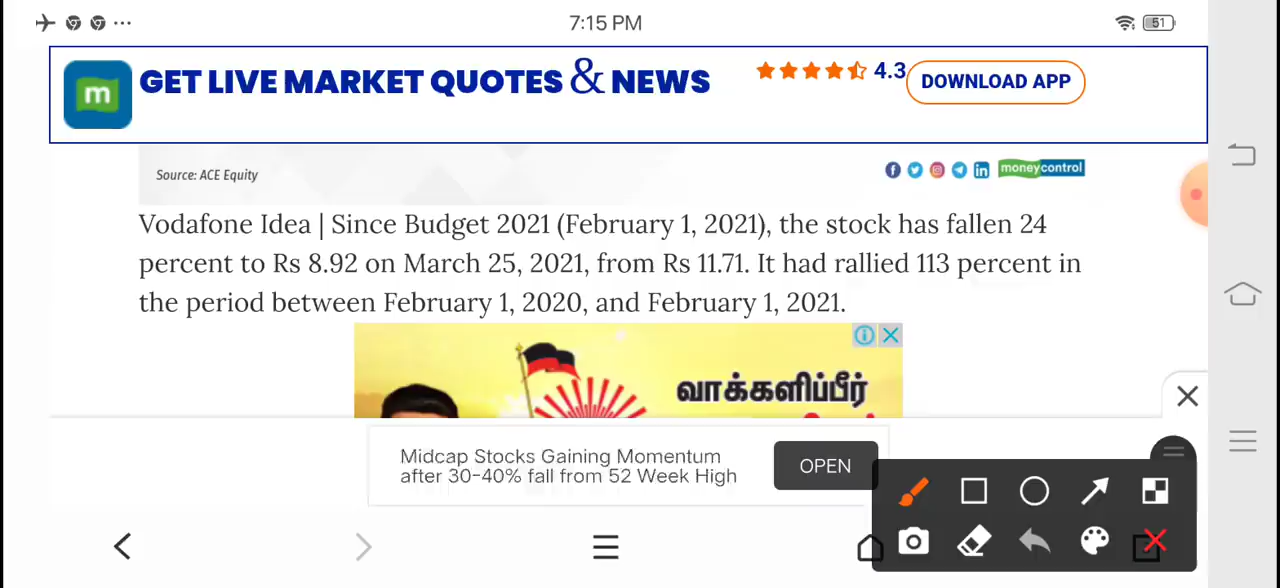 7:15 PM
51
m
GET LIVE MARKET QUOTES & NEWS
4.3
DOWNLOAD APP
Source: ACE Equity
moneycontrol
Vodafone Idea | Since Budget 2021 (February 1, 2021), the stock has fallen 24
percent to Rs 8.92 on March 25, 2021, from Rs 11.71. It had rallied 113 percent in
the period between February 1, 2020, and February 1, 2021.
வாக்களிப்பீர்
Midcap Stocks Gaining Momentum
after 30-40% fall from 52 Week High
OPEN